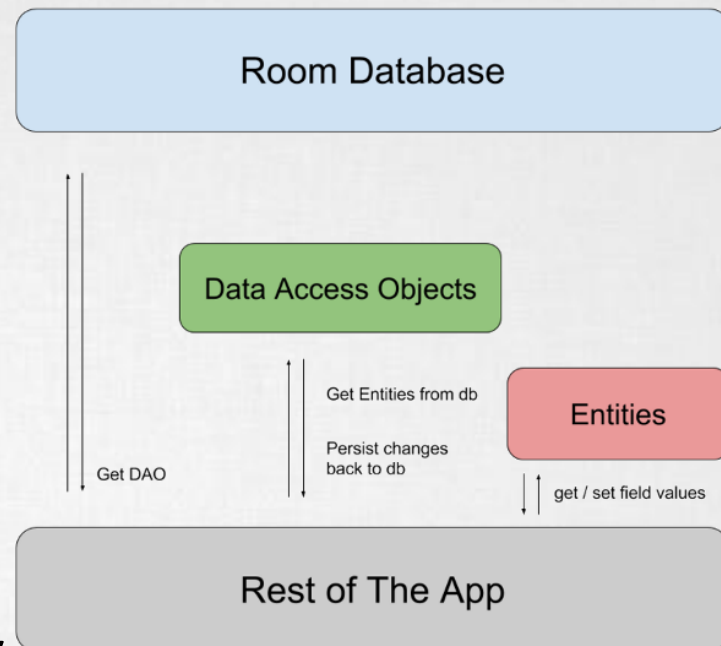 Room Database
Data Access Objects
Get Entities from db
Entities
Persist changes
back to db
Get DAO
get / set field values
Rest of The App